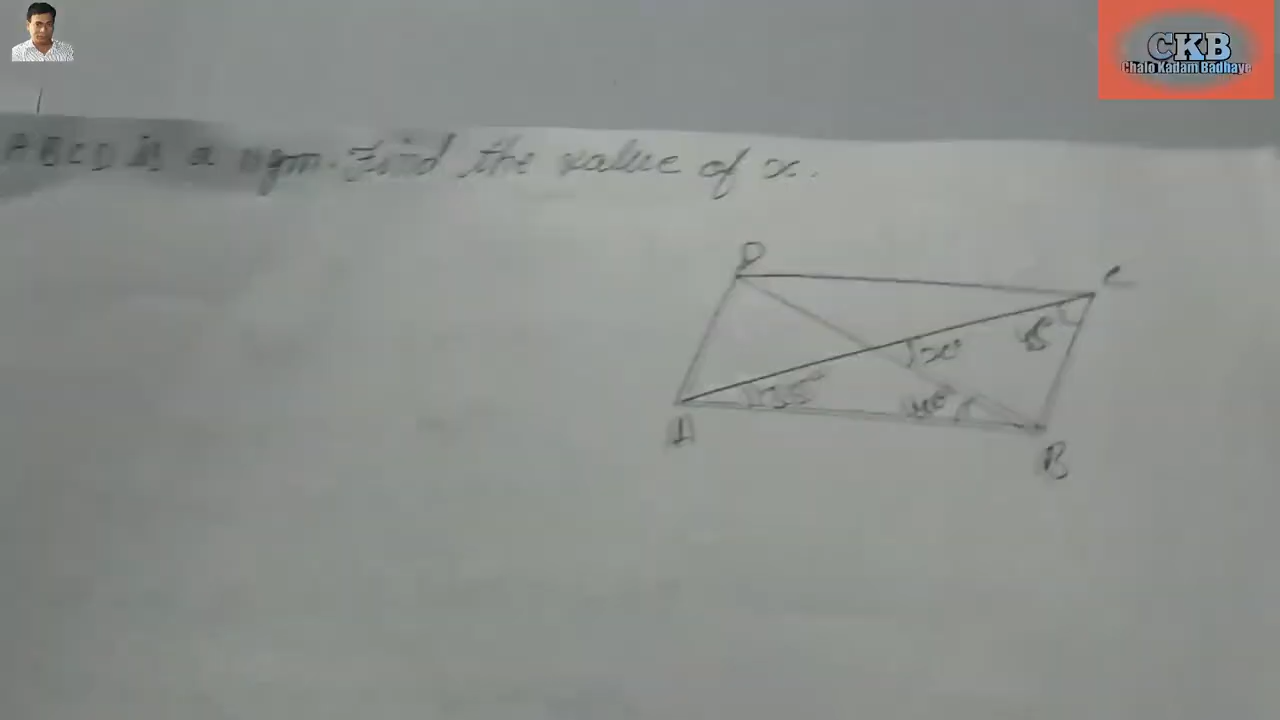 CKB
Chalo Kadam Badhaye
ABCD is a ||gm. Find the value of x.
D
C
x°
35°
40°
A
B